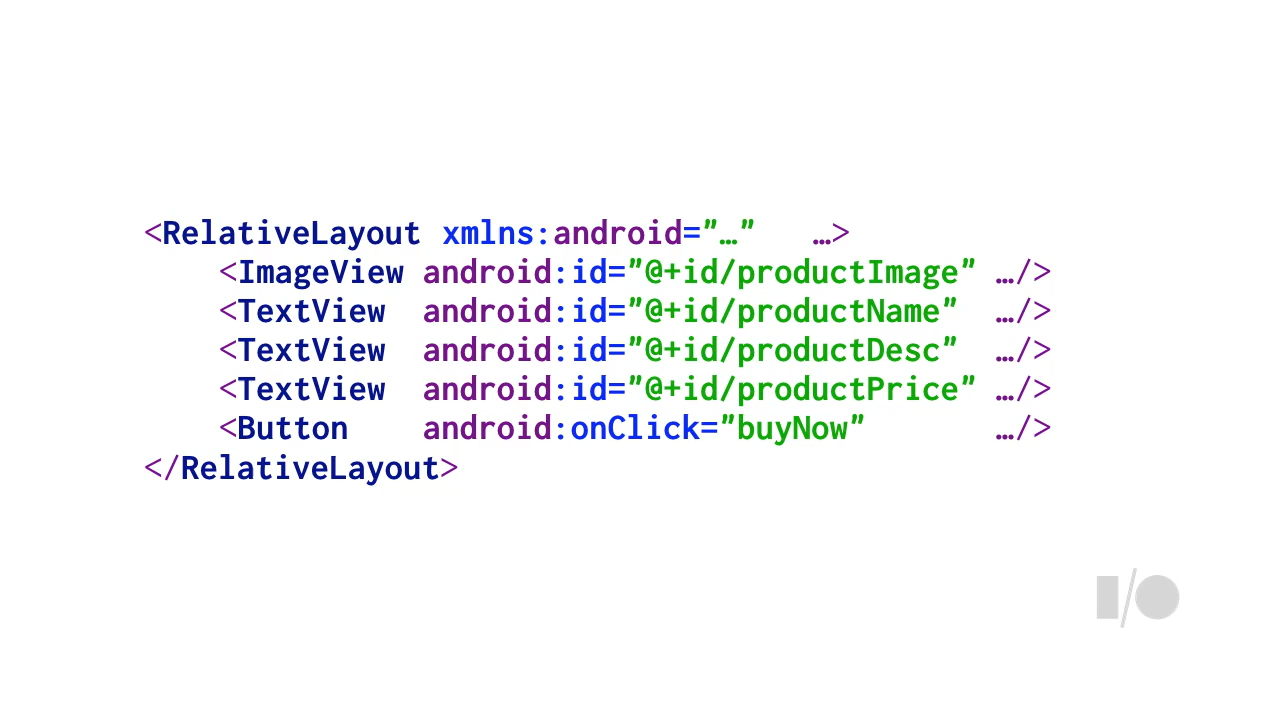 <RelativeLayout xmlns:android="…"   …>
    <ImageView android:id="@+id/productImage" …/>
    <TextView  android:id="@+id/productName"  …/>
    <TextView  android:id="@+id/productDesc"  …/>
    <TextView  android:id="@+id/productPrice" …/>
    <Button    android:onClick="buyNow"       …/>
</RelativeLayout>
I/O